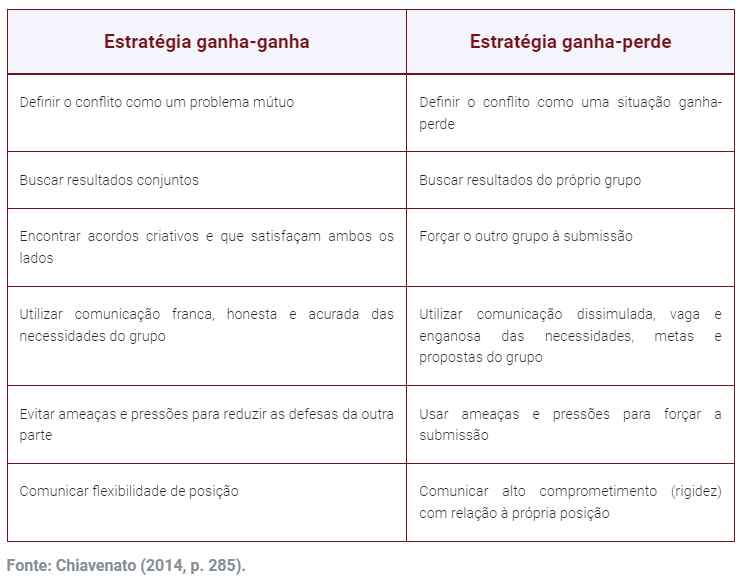 Estratégia ganha-ganha
Estratégia ganha-perde
Definir o conflito como um problema mútuo
Definir o conflito como uma situação ganha-
perde
Buscar resultados conjuntos
Buscar resultados do próprio grupo
Encontrar acordos criativos e que satisfaçam ambos os
lados
Forçar o outro grupo à submissão
Utilizar comunicação franca, honesta e acurada das
necessidades do grupo
Utilizar comunicação dissimulada, vaga e
enganosa das necessidades, metas e
propostas do grupo
Evitar ameaças e pressões para reduzir as defesas da outra
parte
Usar ameaças e pressões para forçar a
submissão
Comunicar flexibilidade de posição
Comunicar alto comprometimento (rigidez)
com relação à própria posição
Fonte: Chiavenato (2014, p. 285).